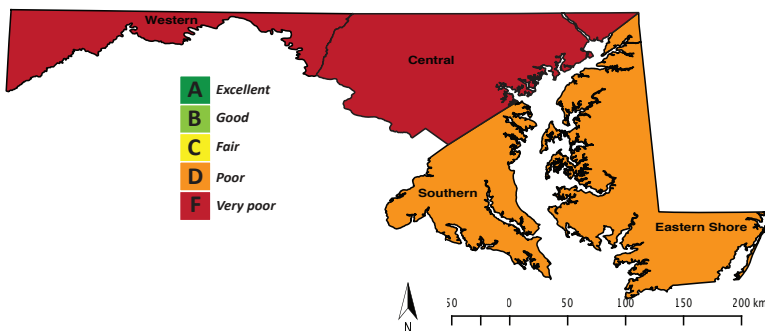 Western
Central
A Excellent
B Good
C Fair
D Poor
F Very poor
Southern
Eastern Shore
N
50 0 50 100 150 200 km